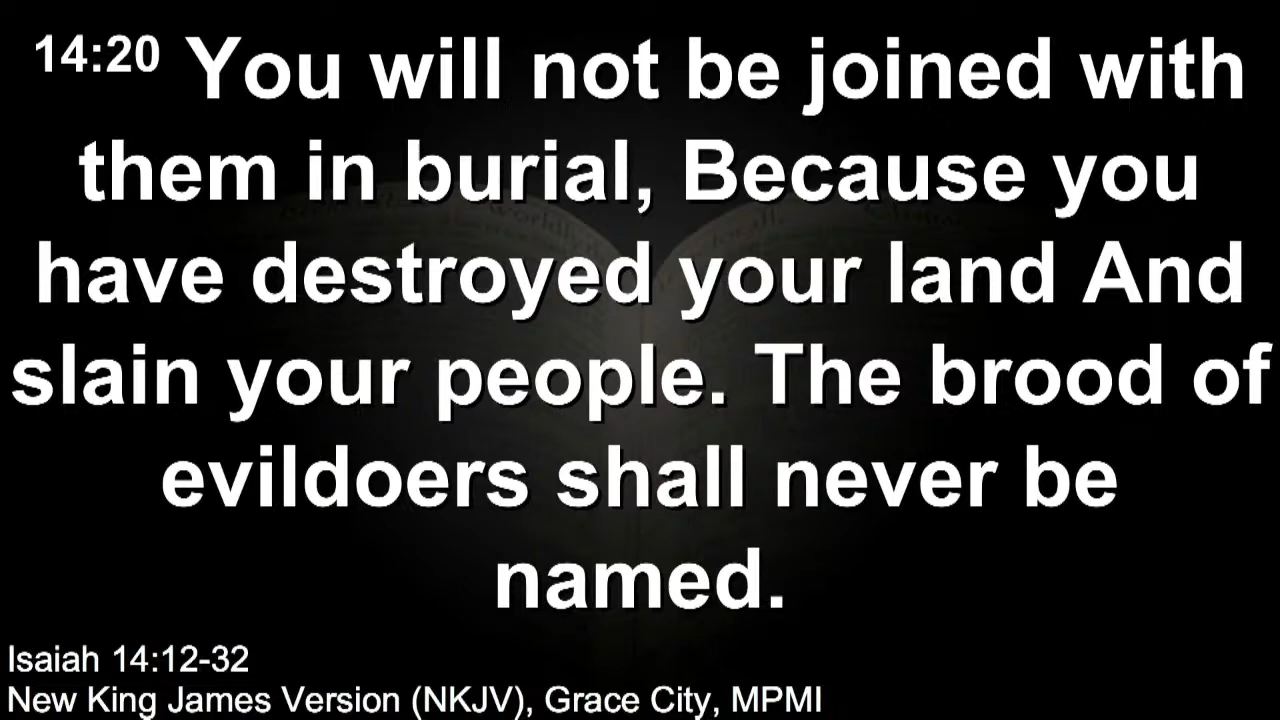 14:20 You will not be joined with
them in burial, Because you
have destroyed your land And
slain your people. The brood of
evildoers shall never be
named.
Isaiah 14:12-32
New King James Version (NKJV), Grace City, MPMI